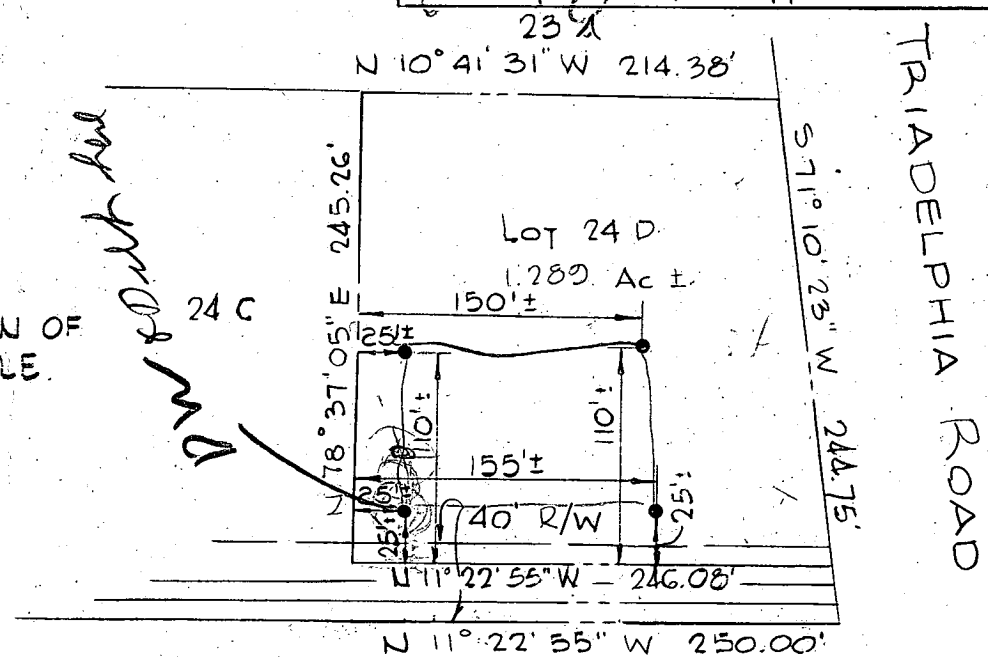 23
N 10° 41' 31" W 214.38'
TRIADELPHIA ROAD
S 71° 10' 23" W 244.75'
N 78° 37' 05" E 245.26'
LOT 24 D
1.289 Ac ±
24 C
N OF
LE.
150'±
25'±
110'±
110'±
155'±
25'±
25'±
25'±
40' R/W
N 11° 22' 55" W 246.08'
N 11° 22' 55" W 250.00'